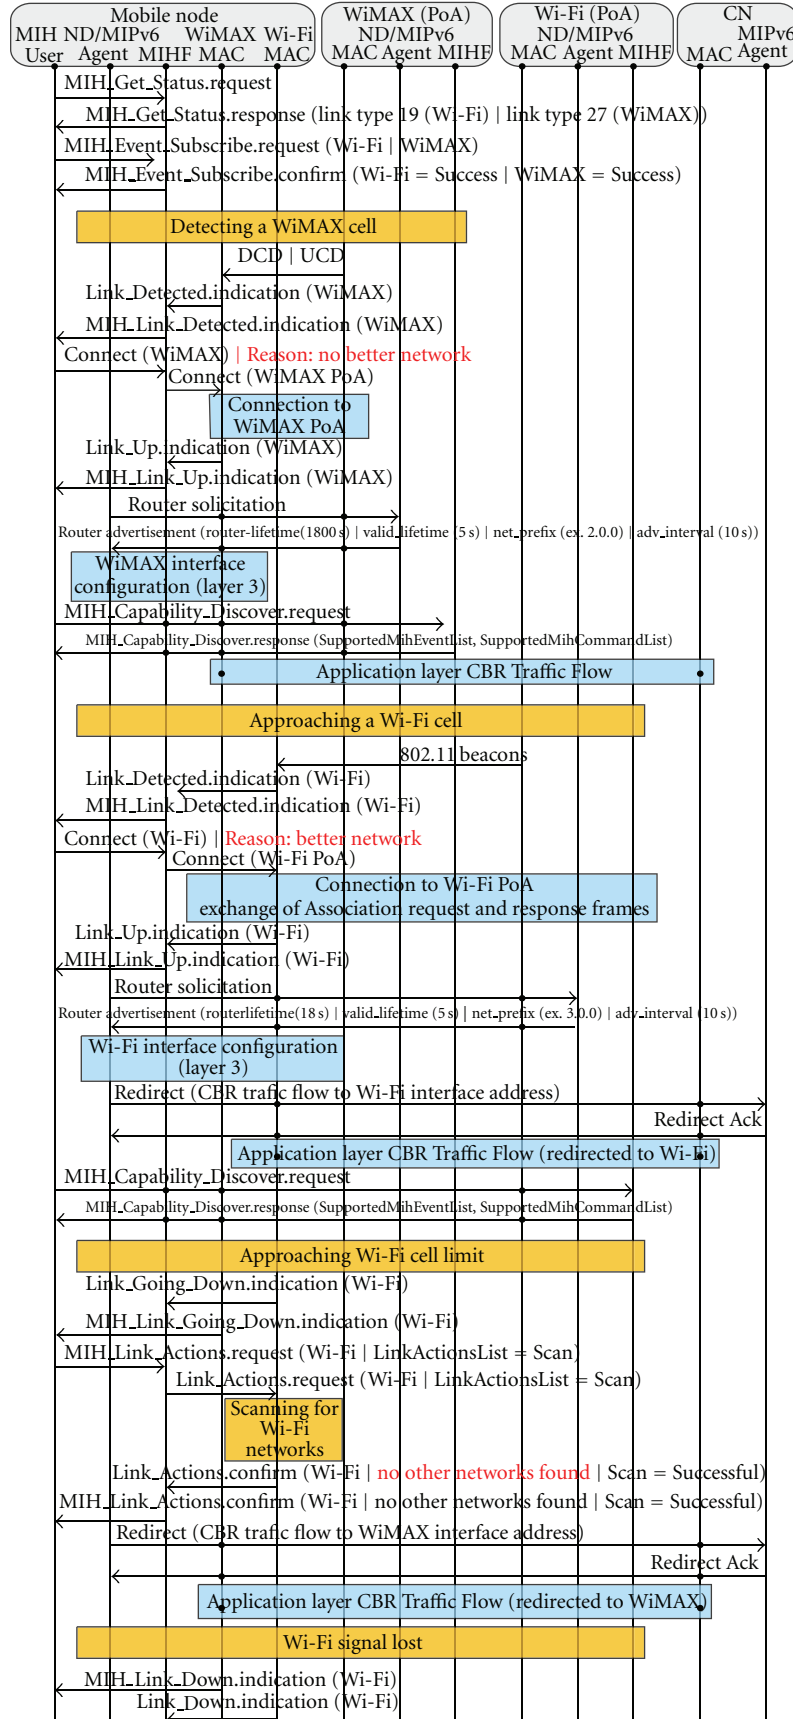 Mobile node
WiMAX (PoA)
Wi-Fi (PoA)
CN
MIH ND/MIPv6 WiMAX Wi-Fi
ND/MIPv6
ND/MIPv6
MIPv6
User Agent MIHF MAC MAC
MAC Agent MIHF
MAC Agent MIHF
MAC Agent
MIH_Get_Status.request
MIH_Get_Status.response (link type 19 (Wi-Fi) | link type 27 (WiMAX))
MIH_Event_Subscribe.request (Wi-Fi | WiMAX)
MIH_Event_Subscribe.confirm (Wi-Fi = Success | WiMAX = Success)
Detecting a WiMAX cell
DCD | UCD
Link_Detected.indication (WiMAX)
MIH_Link_Detected.indication (WiMAX)
Connect (WiMAX) | Reason: no better network
Connect (WiMAX PoA)
Connection to
WiMAX PoA
Link_Up.indication (WiMAX)
MIH_Link_Up.indication (WiMAX)
Router solicitation
Router advertisement (router-lifetime(1800 s) | valid_lifetime (5 s) | net_prefix (ex. 2.0.0) | adv_interval (10 s))
WiMAX interface
configuration (layer 3)
MIH_Capability_Discover.request
MIH_Capability_Discover.response (SupportedMihEventList, SupportedMihCommandList)
Application layer CBR Traffic Flow
Approaching a Wi-Fi cell
802.11 beacons
Link_Detected.indication (Wi-Fi)
MIH_Link_Detected.indication (Wi-Fi)
Connect (Wi-Fi) | Reason: better network
Connect (Wi-Fi PoA)
Connection to Wi-Fi PoA
exchange of Association request and response frames
Link_Up.indication (Wi-Fi)
MIH_Link_Up.indication (Wi-Fi)
Router solicitation
Router advertisement (routerlifetime(18 s) | valid_lifetime (5 s) | net_prefix (ex. 3.0.0) | adv_interval (10 s))
Wi-Fi interface configuration
(layer 3)
Redirect (CBR trafic flow to Wi-Fi interface address)
Redirect Ack
Application layer CBR Traffic Flow (redirected to Wi-Fi)
MIH_Capability_Discover.request
MIH_Capability_Discover.response (SupportedMihEventList, SupportedMihCommandList)
Approaching Wi-Fi cell limit
Link_Going_Down.indication (Wi-Fi)
MIH_Link_Going_Down.indication (Wi-Fi)
MIH_Link_Actions.request (Wi-Fi | LinkActionsList = Scan)
Link_Actions.request (Wi-Fi | LinkActionsList = Scan)
Scanning for
Wi-Fi
networks
Link_Actions.confirm (Wi-Fi | no other networks found | Scan = Successful)
MIH_Link_Actions.confirm (Wi-Fi | no other networks found | Scan = Successful)
Redirect (CBR trafic flow to WiMAX interface address)
Redirect Ack
Application layer CBR Traffic Flow (redirected to WiMAX)
Wi-Fi signal lost
MIH_Link_Down.indication (Wi-Fi)
Link_Down.indication (Wi-Fi)